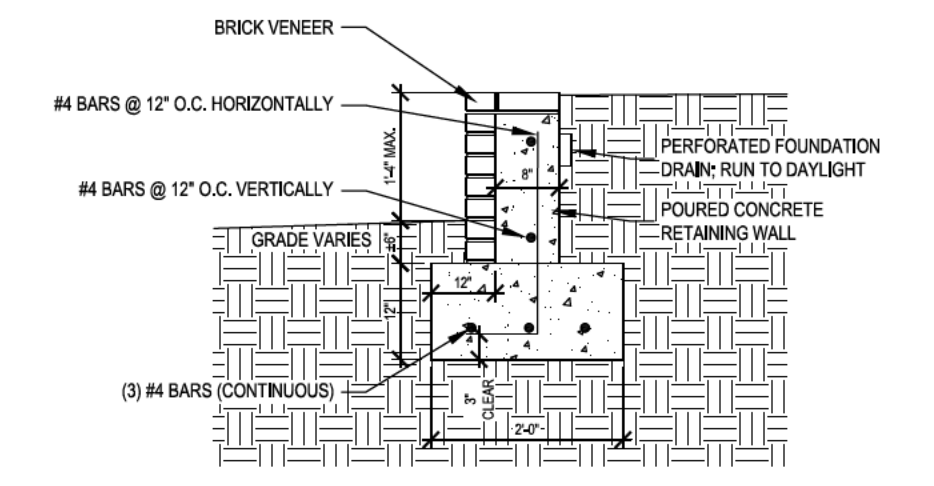 BRICK VENEER
#4 BARS @ 12" O.C. HORIZONTALLY
1'-4" MAX.
PERFORATED FOUNDATION
DRAIN; RUN TO DAYLIGHT
8"
#4 BARS @ 12" O.C. VERTICALLY
POURED CONCRETE
RETAINING WALL
GRADE VARIES
±6"
12"
12"
(3) #4 BARS (CONTINUOUS)
3"
CLEAR
2'-0"